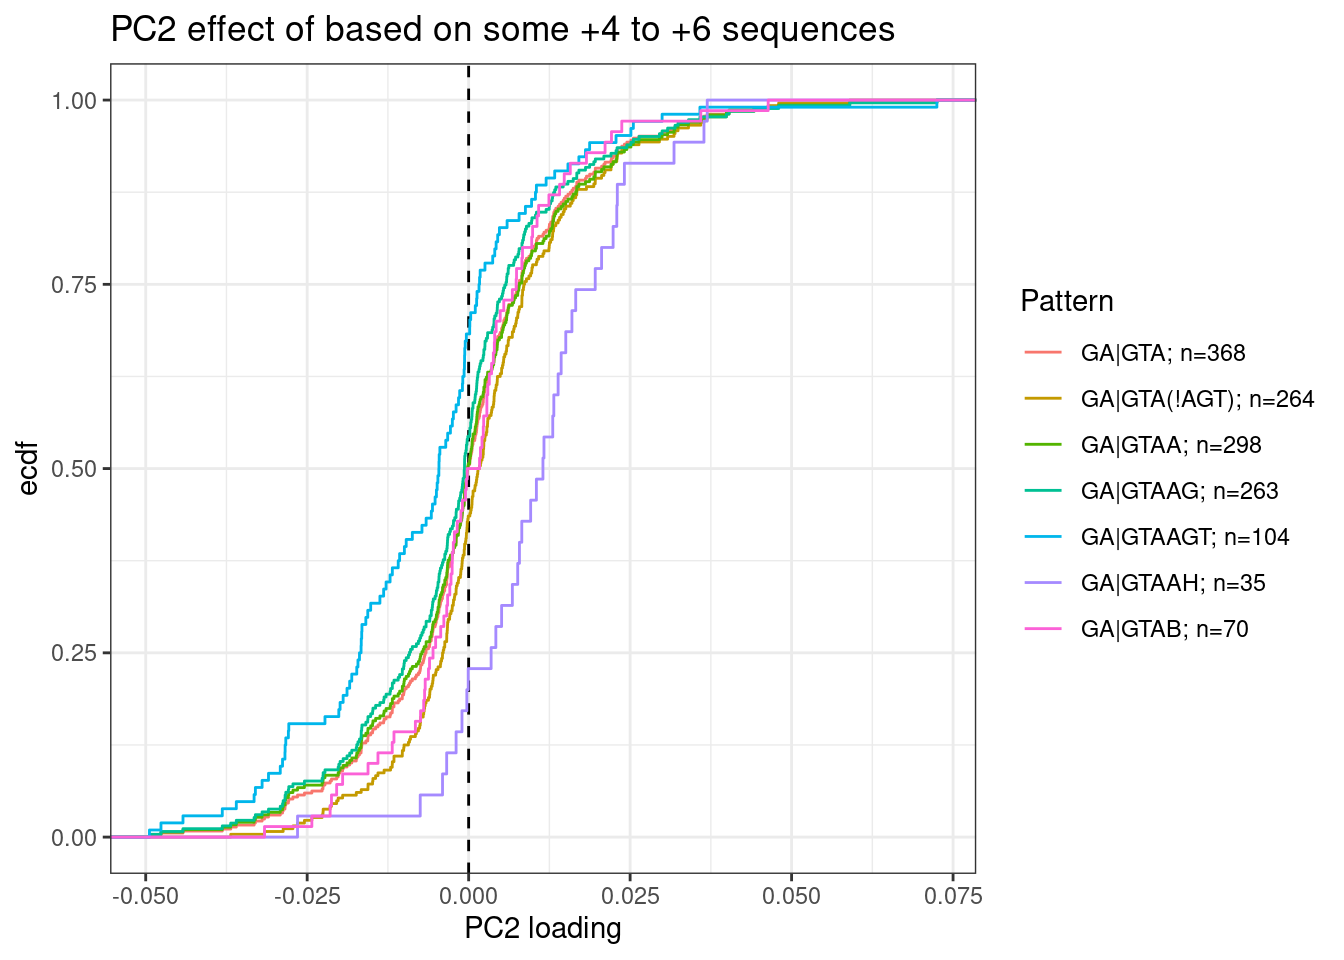 PC2 effect of based on some +4 to +6 sequences
1.00
0.75
0.50
0.25
0.00
ecdf
-0.050
-0.025
0.000
0.025
0.050
0.075
PC2 loading
Pattern
GA|GTA; n=368
GA|GTA(!AGT); n=264
GA|GTAA; n=298
GA|GTAAG; n=263
GA|GTAAGT; n=104
GA|GTAAH; n=35
GA|GTAB; n=70